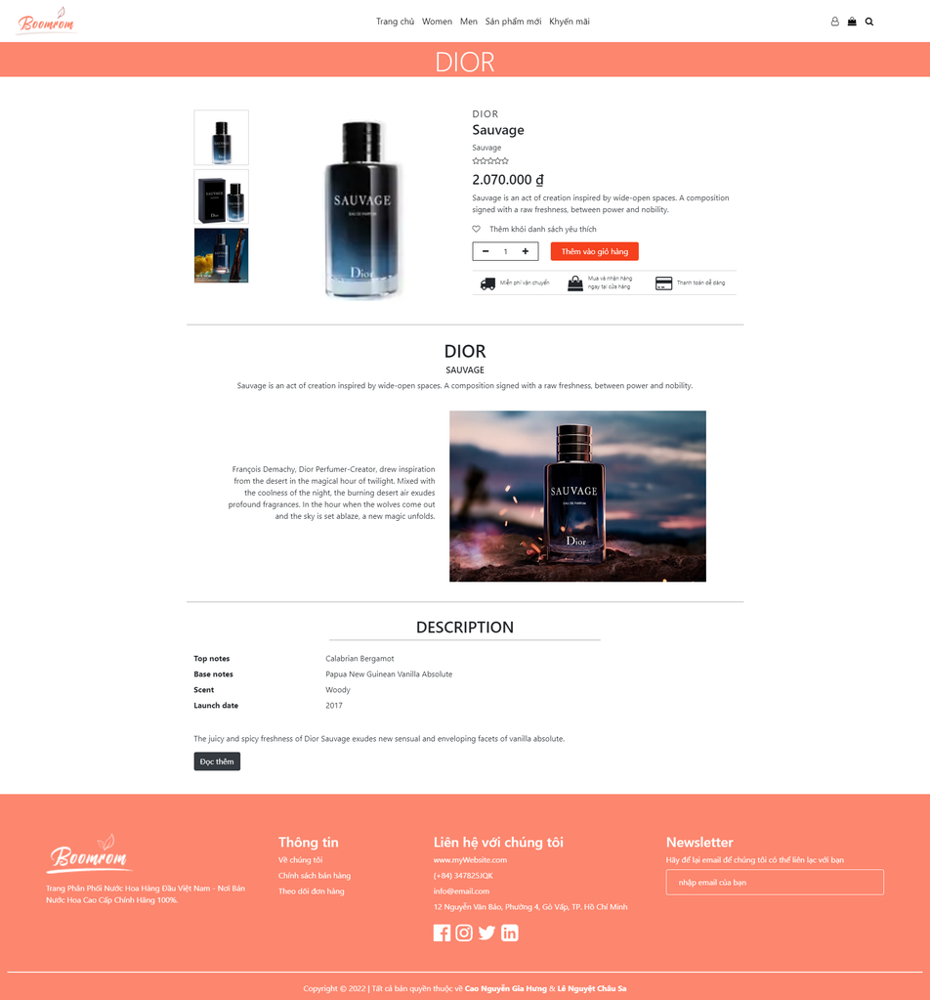 Boomrom
Trang chủ Women Men Sản phẩm mới Khyến mãi
DIOR
DIOR
Sauvage
Sauvage
2.070.000 ₫
Sauvage is an act of creation inspired by wide-open spaces. A composition
signed with a raw freshness, between power and nobility.
Thêm khỏi danh sách yêu thích
1
Thêm vào giỏ hàng
Miễn phí vận chuyển
Mua và nhận hàng
ngay tại cửa hàng
Thanh toán dễ dàng
SAUVAGE
EAU DE PARFUM
Dior
DIOR
SAUVAGE
Sauvage is an act of creation inspired by wide-open spaces. A composition signed with a raw freshness, between power and nobility.
François Demachy, Dior Perfumer-Creator, drew inspiration
from the desert in the magical hour of twilight. Mixed with
the coolness of the night, the burning desert air exudes
profound fragrances. In the hour when the wolves come out
and the sky is set ablaze, a new magic unfolds.
SAUVAGE
EAU DE PARFUM
Dior
DESCRIPTION
Top notes Calabrian Bergamot
Base notes Papua New Guinean Vanilla Absolute
Scent Woody
Launch date 2017
The juicy and spicy freshness of Dior Sauvage exudes new sensual and enveloping facets of vanilla absolute.
Đọc thêm
Boomrom
Trang Phân Phối Nước Hoa Hàng Đầu Việt Nam - Nơi Bán
Nước Hoa Cao Cấp Chính Hãng 100%.
Thông tin
Về chúng tôi
Chính sách bán hàng
Theo dõi đơn hàng
Liên hệ với chúng tôi
www.myWebsite.com
(+84) 347825JQK
info@email.com
12 Nguyễn Văn Bảo, Phường 4, Gò Vấp, TP. Hồ Chí Minh
Newsletter
Hãy để lại email để chúng tôi có thể liên lạc với bạn
nhập email của bạn
Copyright © 2022 | Tất cả bản quyền thuộc về Cao Nguyễn Gia Hưng & Lê Nguyệt Châu Sa